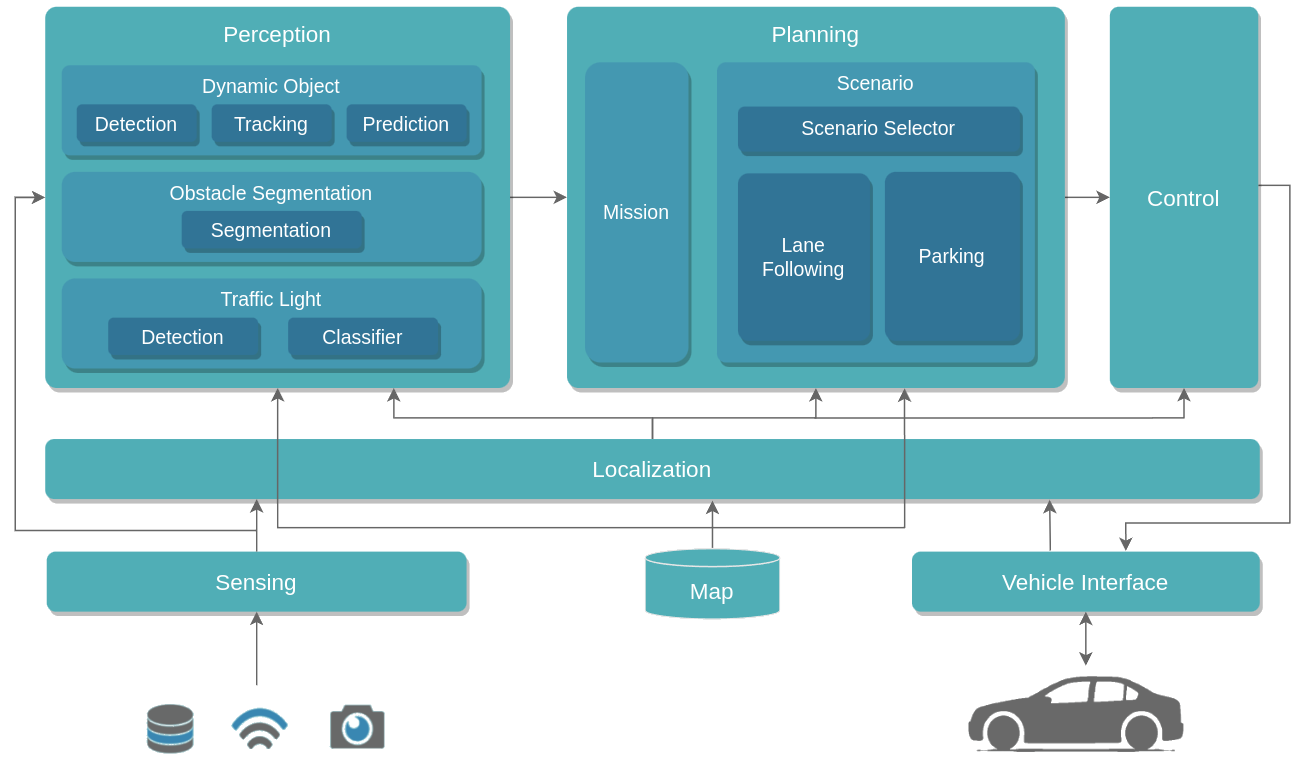 Perception
Dynamic Object
Detection
Tracking
Prediction
Obstacle Segmentation
Segmentation
Traffic Light
Detection
Classifier
Planning
Mission
Scenario
Scenario Selector
Lane
Following
Parking
Control
Localization
Sensing
Map
Vehicle Interface